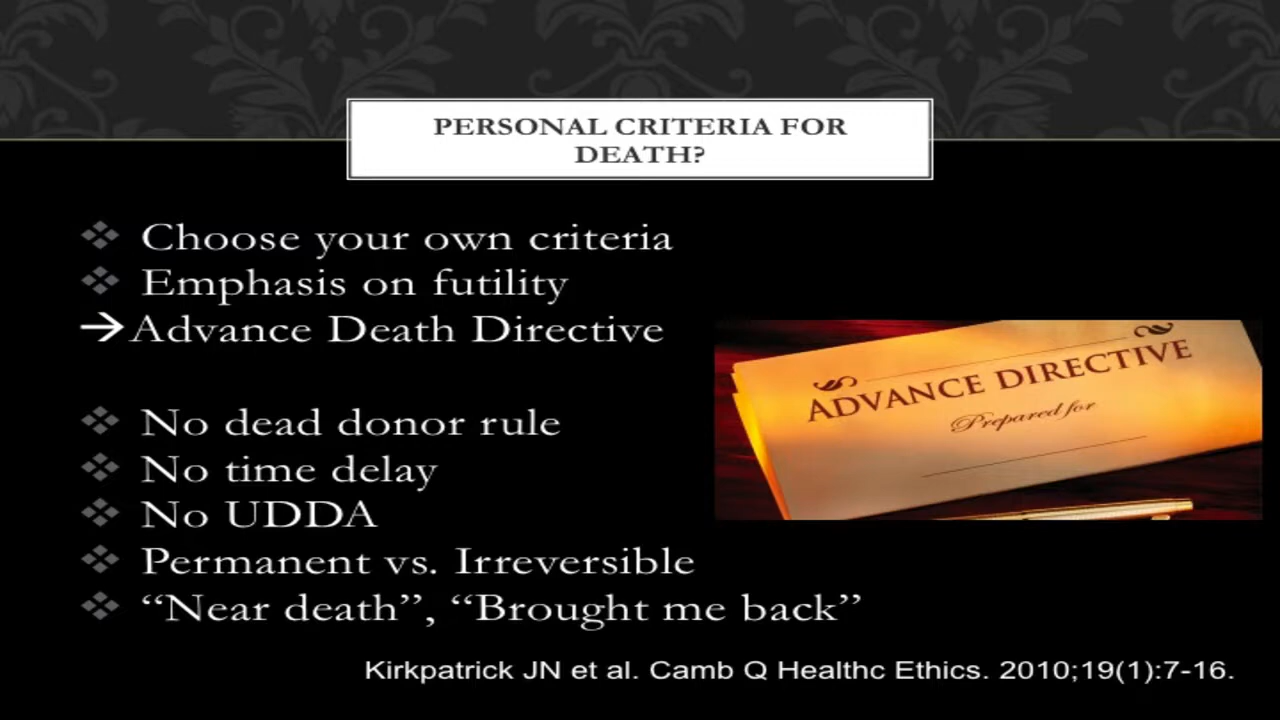 PERSONAL CRITERIA FOR
DEATH?
❖ Choose your own criteria
❖ Emphasis on futility
→Advance Death Directive
ADVANCE DIRECTIVE
Prepared for
❖ No dead donor rule
❖ No time delay
❖ No UDDA
❖ Permanent vs. Irreversible
❖ “Near death”, “Brought me back”
Kirkpatrick JN et al. Camb Q Healthc Ethics. 2010;19(1):7-16.